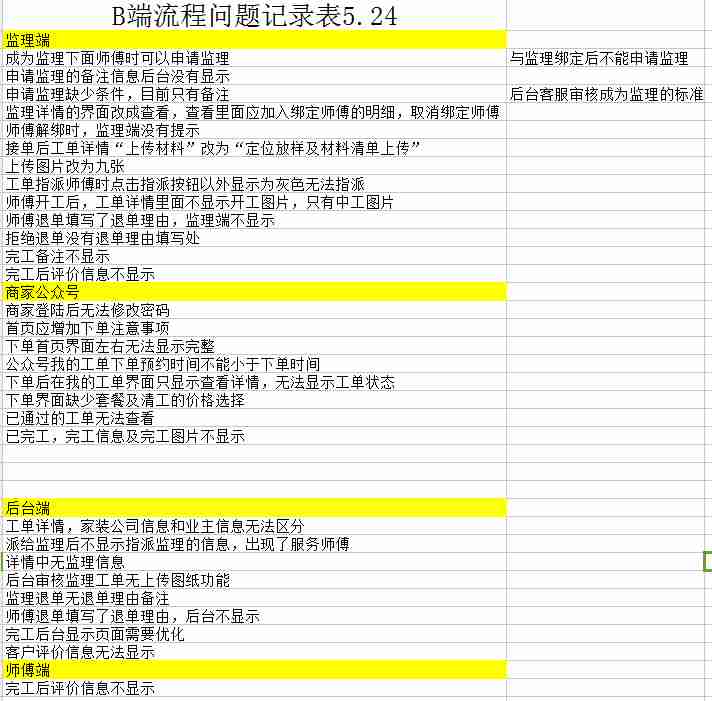 B端流程问题记录表5.24
监理端
成为监理下面师傅时可以申请监理 与监理绑定后不能申请监理
申请监理的备注信息后台没有显示
申请监理缺少条件，目前只有备注 后台客服审核成为监理的标准
监理详情的界面改成查看，查看里面应加入绑定师傅的明细，取消绑定师傅
师傅解绑时，监理端没有提示
接单后工单详情“上传材料”改为“定位放样及材料清单上传”
上传图片改为九张
工单指派师傅时点击指派按钮以外显示为灰色无法指派
师傅开工后，工单详情里面不显示开工图片，只有中工图片
师傅退单填写了退单理由，监理端不显示
拒绝退单没有退单理由填写处
完工备注不显示
完工后评价信息不显示
商家公众号
商家登陆后无法修改密码
首页应增加下单注意事项
下单首页界面左右无法显示完整
公众号我的工单下单预约时间不能小于下单时间
下单后在我的工单界面只显示查看详情，无法显示工单状态
下单界面缺少套餐及清工的价格选择
已通过的工单无法查看
已完工，完工信息及完工图片不显示
后台端
工单详情，家装公司信息和业主信息无法区分
派给监理后不显示指派监理的信息，出现了服务师傅
详情中无监理信息
后台审核监理工单无上传图纸功能
监理退单无退单理由备注
师傅退单填写了退单理由，后台不显示
完工后台显示页面需要优化
客户评价信息无法显示
师傅端
完工后评价信息不显示